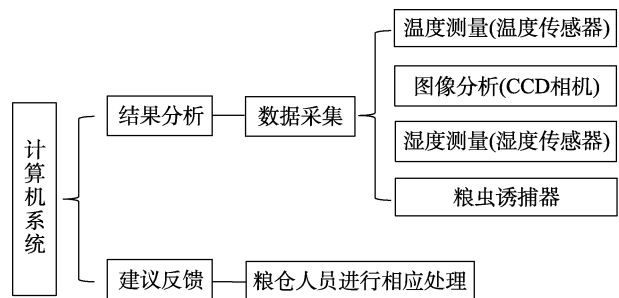 计算机系统
结果分析
数据采集
温度测量(温度传感器)
图像分析(CCD相机)
湿度测量(湿度传感器)
粮虫诱捕器
建议反馈
粮仓人员进行相应处理